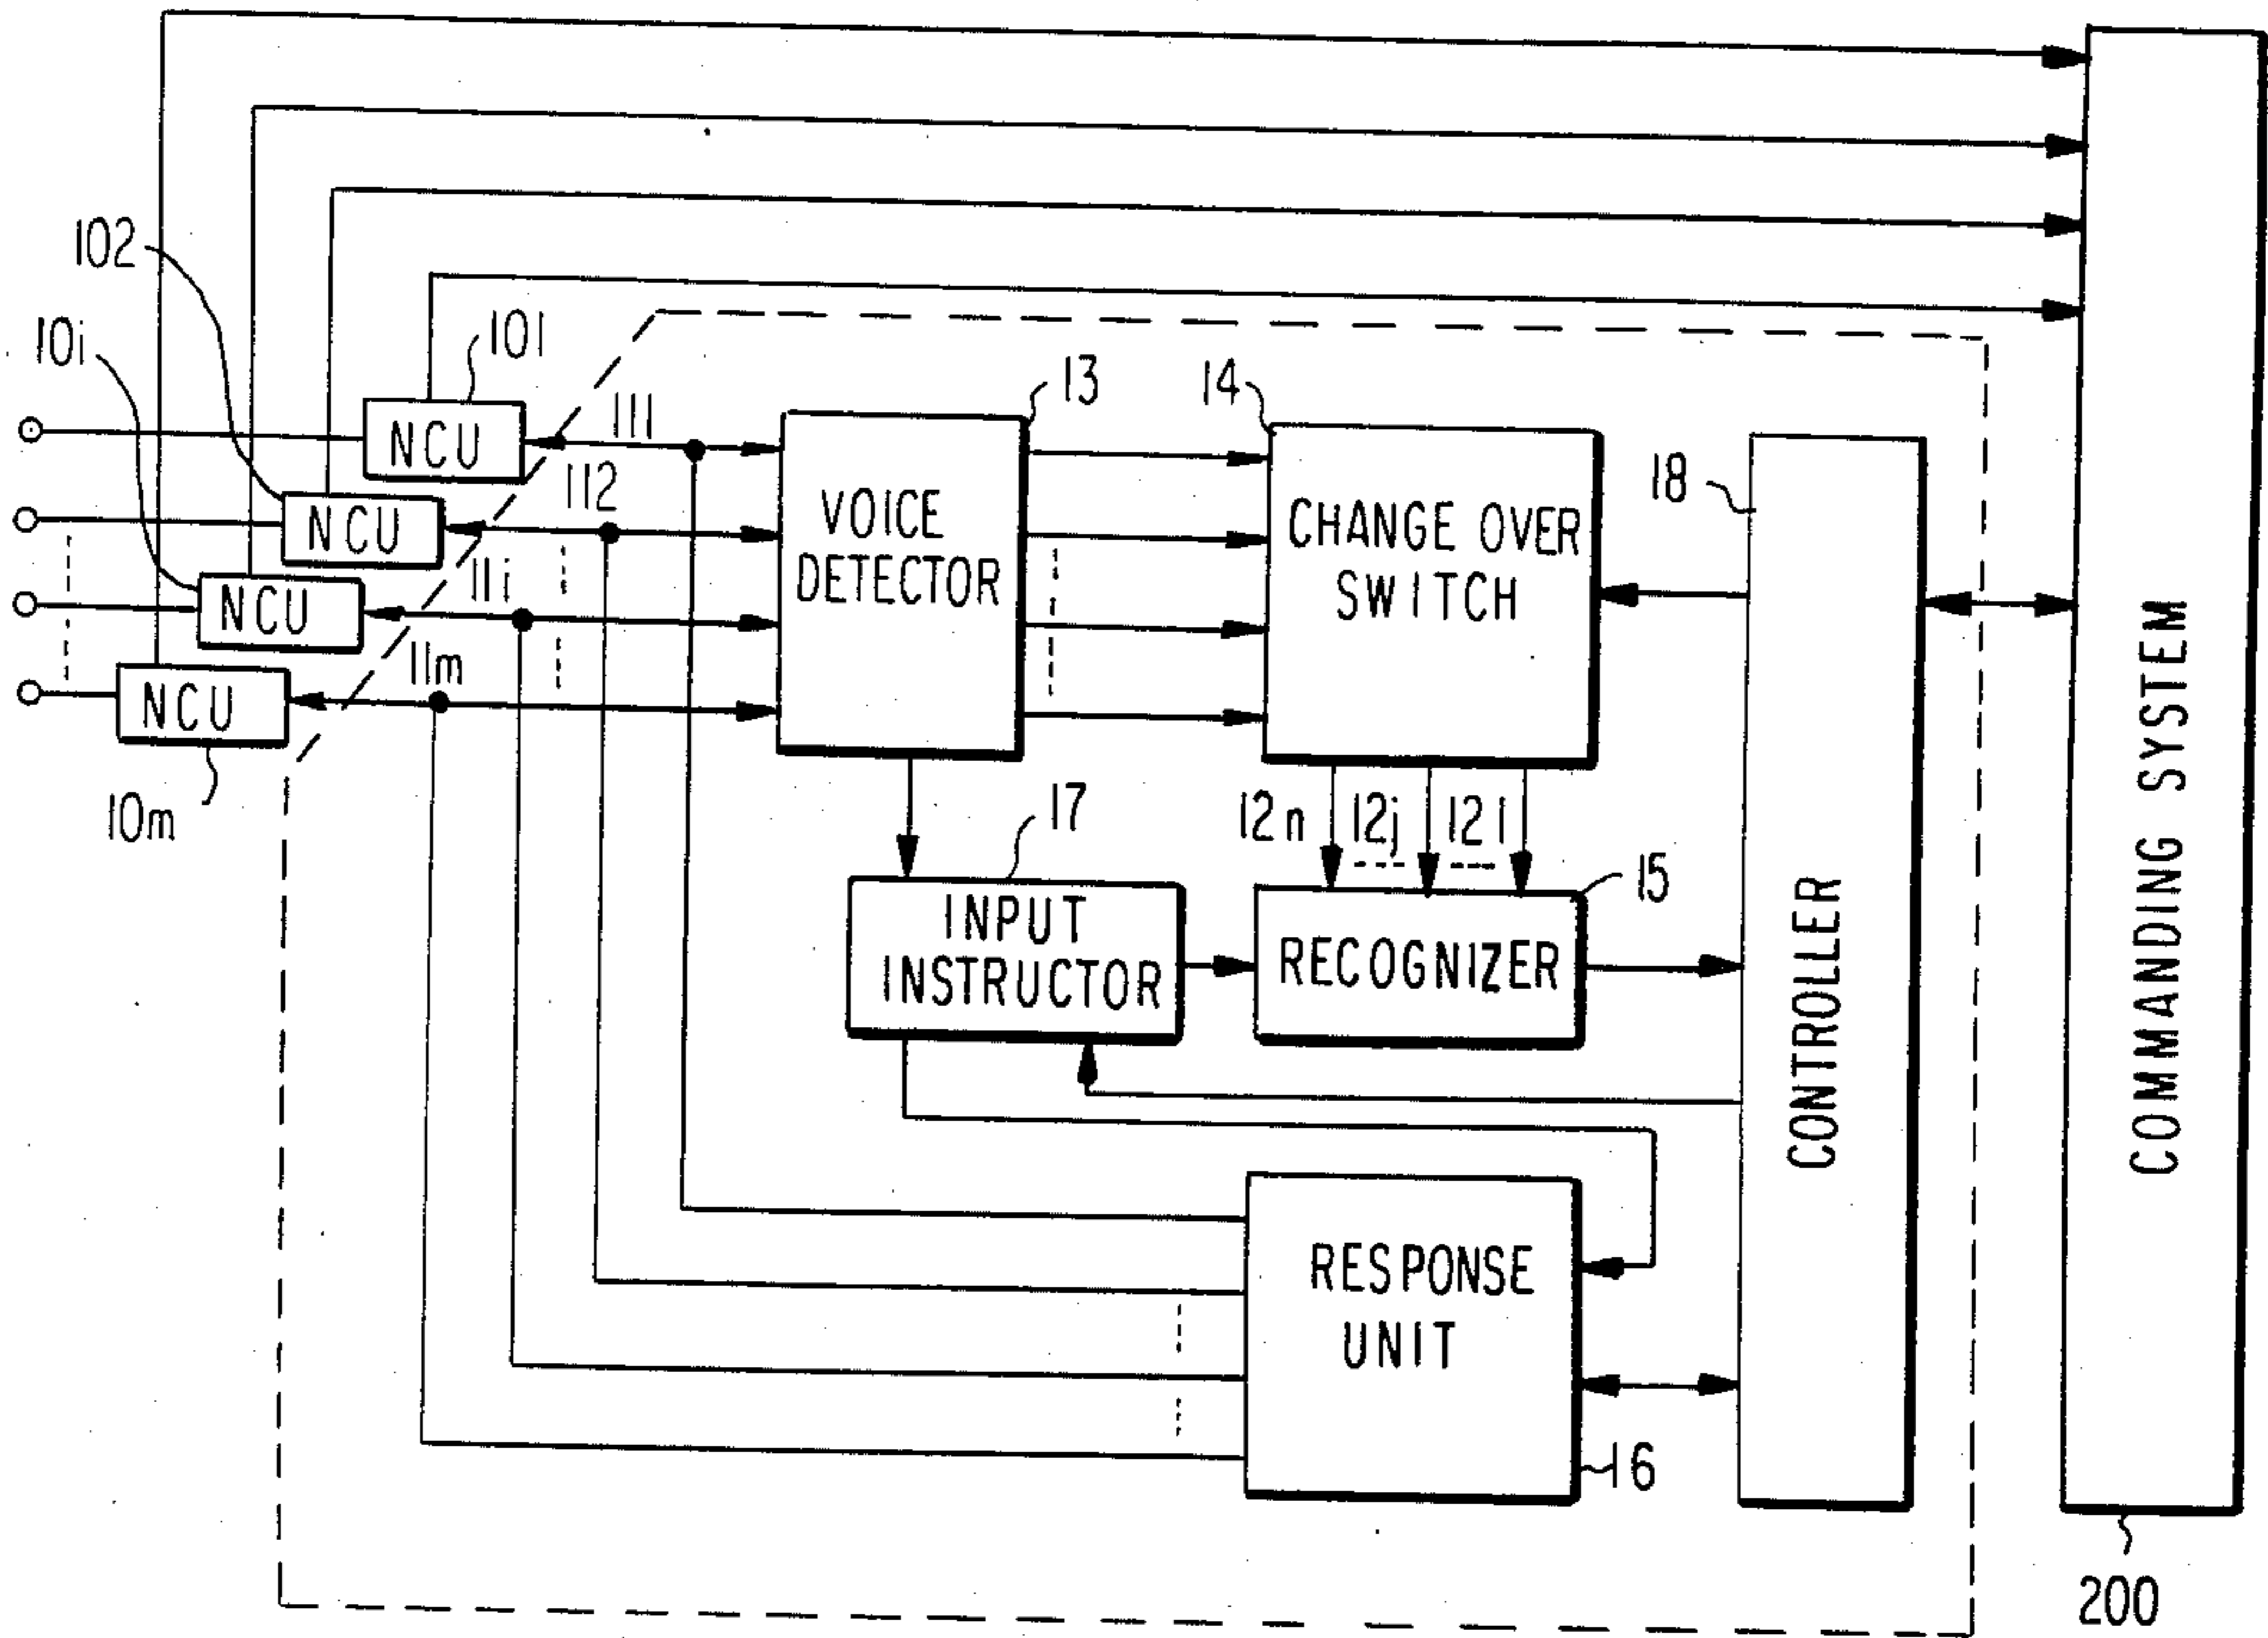 102
10i
101
NCU
NCU
NCU
NCU
10m
111
112
11i
11m
13
VOICE
DETECTOR
14
CHANGE OVER
SWITCH
18
CONTROLLER
COMMANDING SYSTEM
12n
12j
121
17
INPUT
INSTRUCTOR
15
RECOGNIZER
RESPONSE
UNIT
16
200